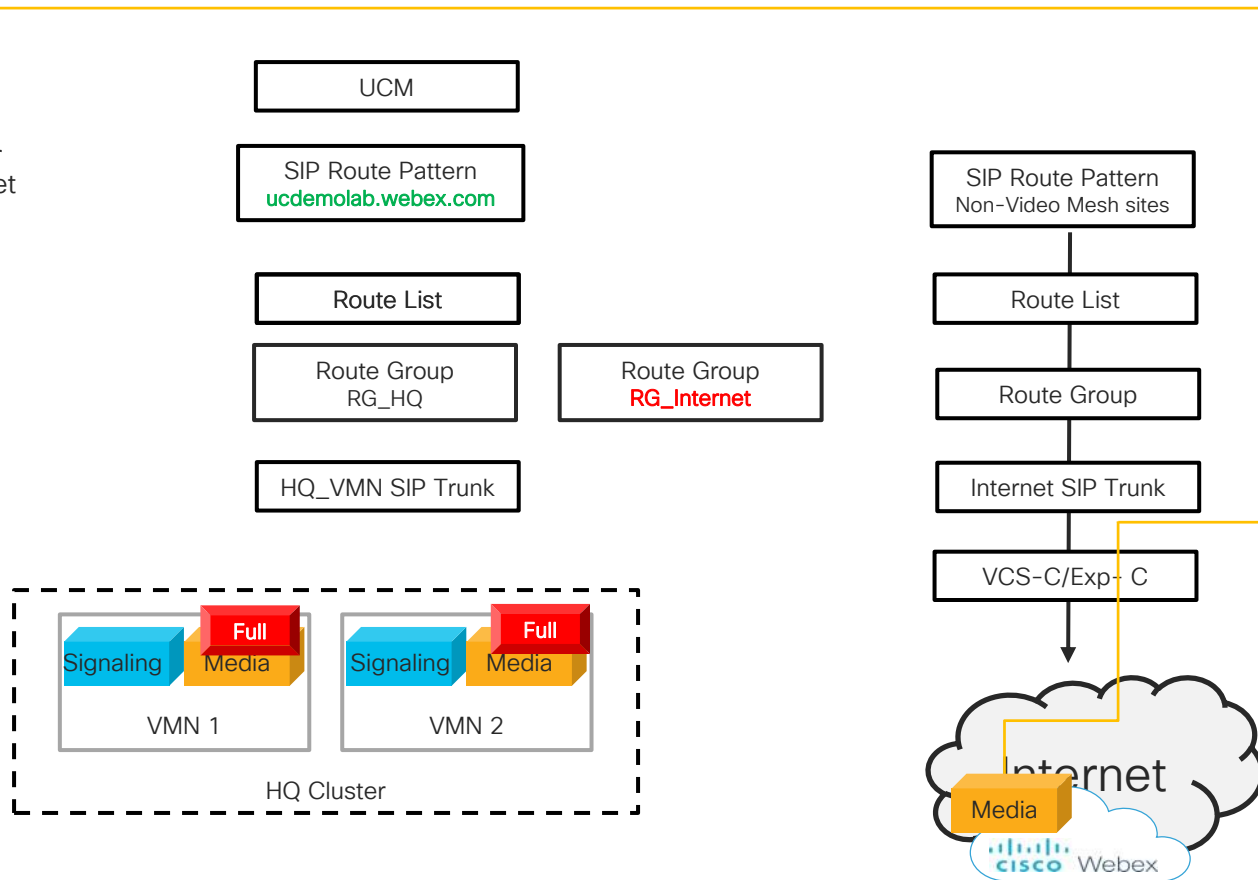 et
UCM
SIP Route Pattern
ucdemolab.webex.com
Route List
Route Group
RG_HQ
Route Group
RG_Internet
HQ_VMN SIP Trunk
Full
Signaling
Media
VMN 1
Full
Signaling
Media
VMN 2
HQ Cluster
SIP Route Pattern
Non-Video Mesh sites
Route List
Route Group
Internet SIP Trunk
VCS-C/Exp- C
Internet
Media
CISCO Webex